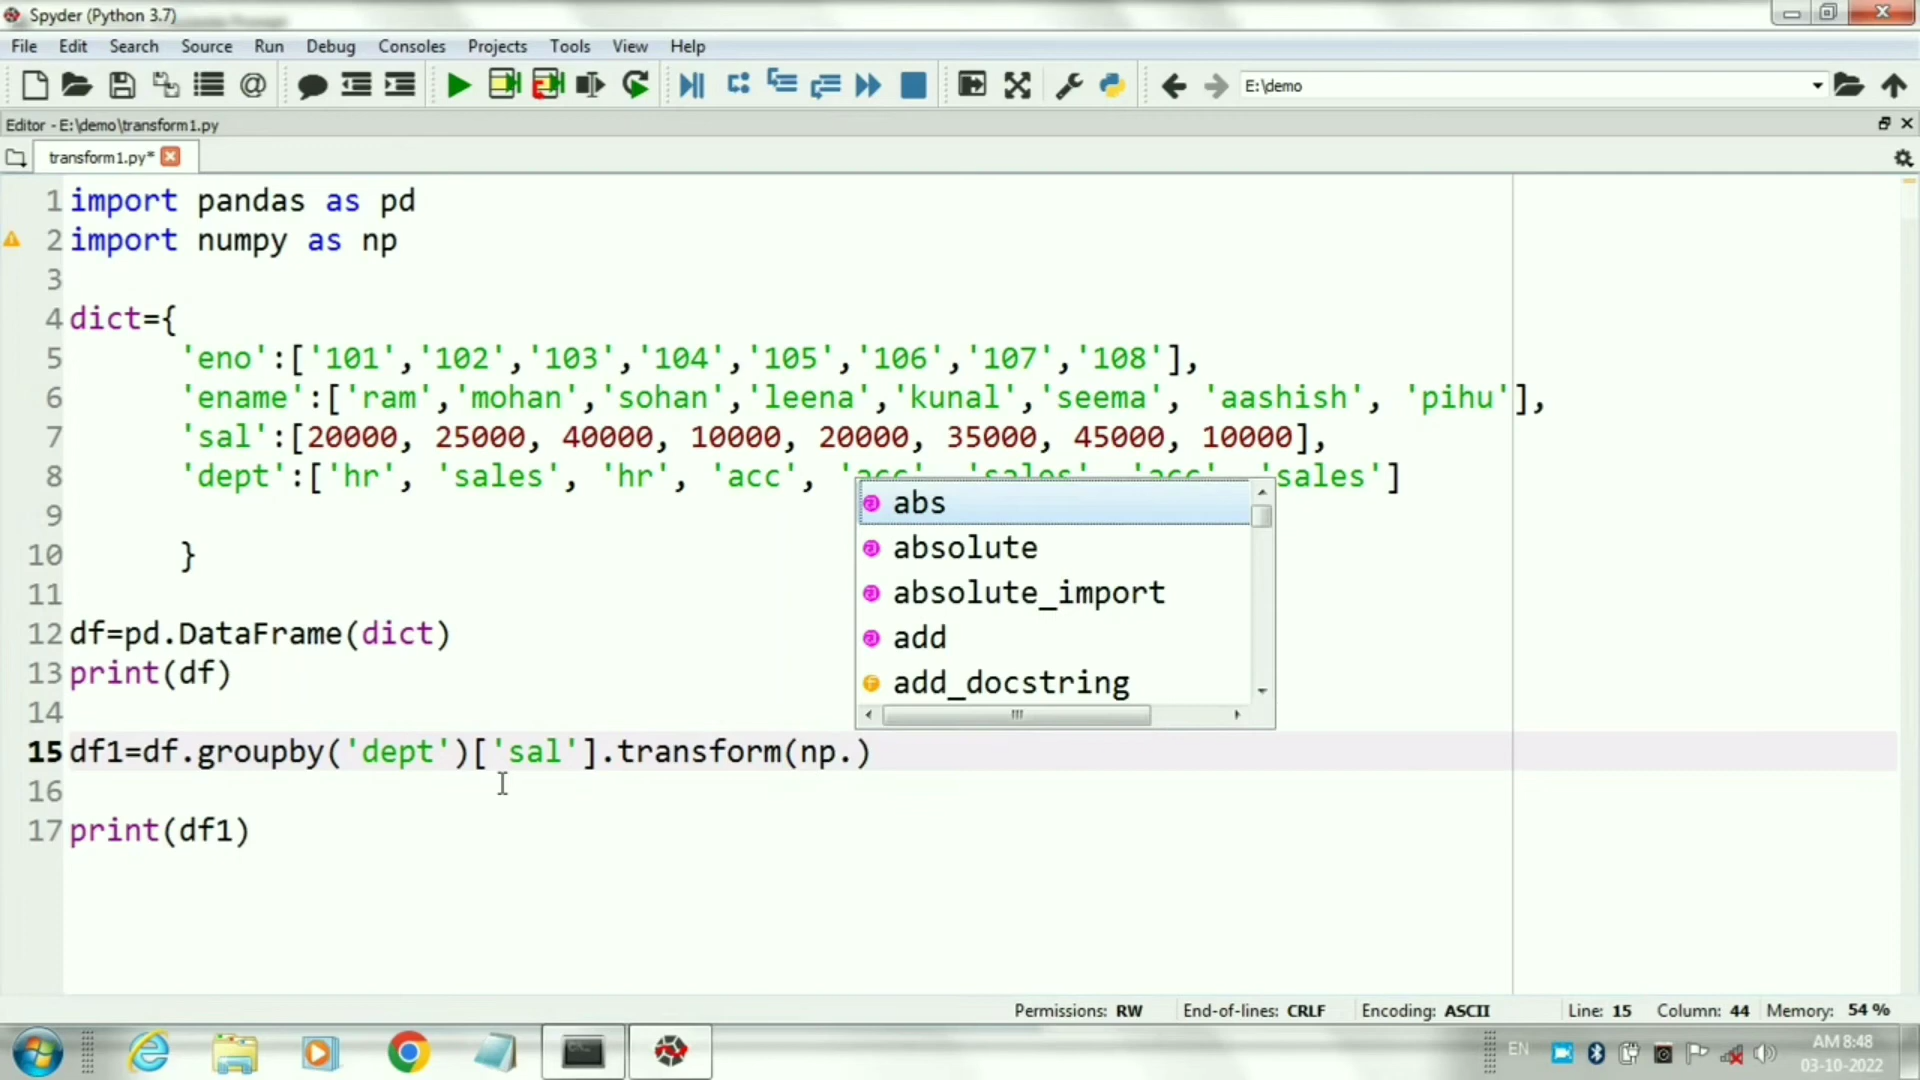 Spyder (Python 3.7)
File Edit Search Source Run Debug Consoles Projects Tools View Help
E:\demo
Editor - E:\demo\transform1.py
transform1.py*
1 import pandas as pd
2 import numpy as np
3
4 dict={
5 'eno':['101','102','103','104','105','106','107','108'],
6 'ename':['ram','mohan','sohan','leena','kunal','seema', 'aashish', 'pihu'],
7 'sal':[20000, 25000, 40000, 10000, 20000, 35000, 45000, 10000],
8 'dept':['hr', 'sales', 'hr', 'acc', 'acc', 'sales', 'acc', 'sales']
9
10 }
11
12 df=pd.DataFrame(dict)
13 print(df)
14
15 df1=df.groupby('dept')['sal'].transform(np.)
16
17 print(df1)
abs
absolute
absolute_import
add
add_docstring
Permissions: RW End-of-lines: CRLF Encoding: ASCII Line: 15 Column: 44 Memory: 54 %
EN
AM 8:48
03-10-2022